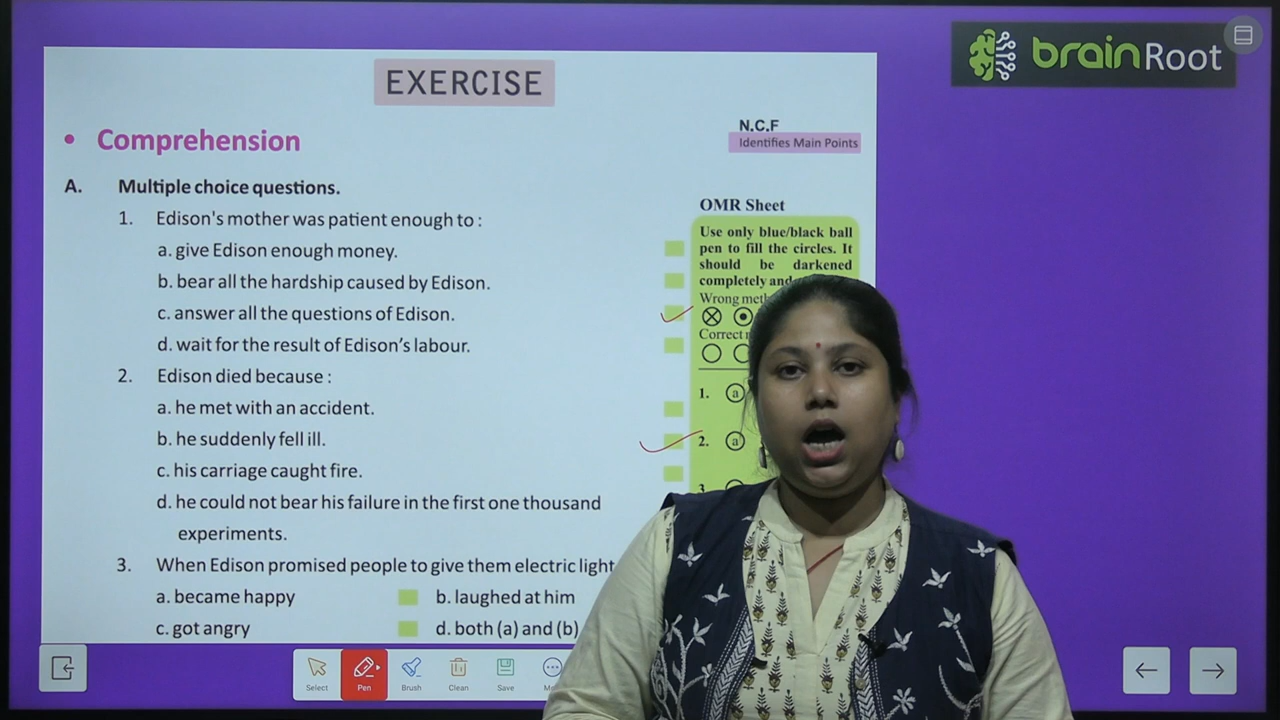 brainRoot
EXERCISE
• Comprehension
N.C.F
Identifies Main Points
A. Multiple choice questions.
1. Edison's mother was patient enough to :
a. give Edison enough money.
b. bear all the hardship caused by Edison.
c. answer all the questions of Edison.
d. wait for the result of Edison's labour.
2. Edison died because :
a. he met with an accident.
b. he suddenly fell ill.
c. his carriage caught fire.
d. he could not bear his failure in the first one thousand
experiments.
3. When Edison promised people to give them electric light
a. became happy
b. laughed at him
c. got angry
d. both (a) and (b)
OMR Sheet
Use only blue/black ball
pen to fill the circles. It
should be darkened
completely and
Wrong
Correct
1. a
2. a
3.
Select
Pen
Brush
Clean
Save